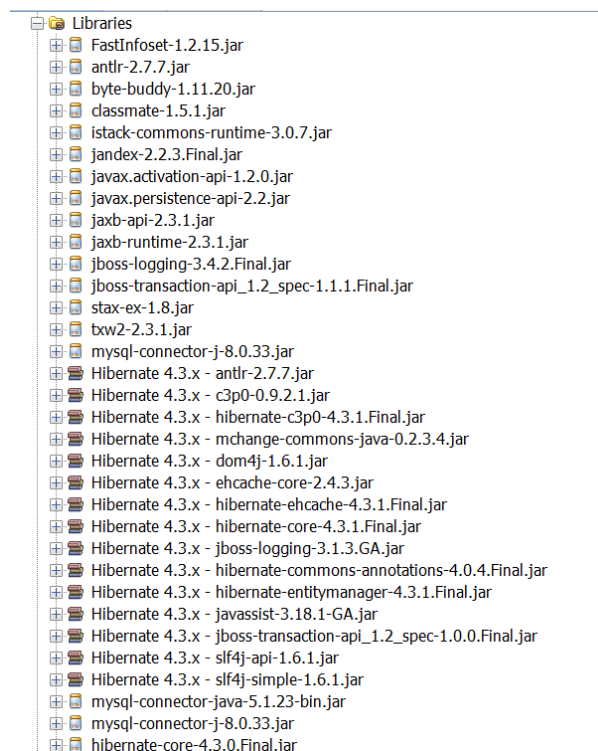 Libraries
FastInfoset-1.2.15.jar
antlr-2.7.7.jar
byte-buddy-1.11.20.jar
classmate-1.5.1.jar
istack-commons-runtime-3.0.7.jar
jandex-2.2.3.Final.jar
javax.activation-api-1.2.0.jar
javax.persistence-api-2.2.jar
jaxb-api-2.3.1.jar
jaxb-runtime-2.3.1.jar
jboss-logging-3.4.2.Final.jar
jboss-transaction-api_1.2_spec-1.1.1.Final.jar
stax-ex-1.8.jar
txw2-2.3.1.jar
mysql-connector-j-8.0.33.jar
Hibernate 4.3.x - antlr-2.7.7.jar
Hibernate 4.3.x - c3p0-0.9.2.1.jar
Hibernate 4.3.x - hibernate-c3p0-4.3.1.Final.jar
Hibernate 4.3.x - mchange-commons-java-0.2.3.4.jar
Hibernate 4.3.x - dom4j-1.6.1.jar
Hibernate 4.3.x - ehcache-core-2.4.3.jar
Hibernate 4.3.x - hibernate-ehcache-4.3.1.Final.jar
Hibernate 4.3.x - hibernate-core-4.3.1.Final.jar
Hibernate 4.3.x - jboss-logging-3.1.3.GA.jar
Hibernate 4.3.x - hibernate-commons-annotations-4.0.4.Final.jar
Hibernate 4.3.x - hibernate-entitymanager-4.3.1.Final.jar
Hibernate 4.3.x - javassist-3.18.1-GA.jar
Hibernate 4.3.x - jboss-transaction-api_1.2_spec-1.0.0.Final.jar
Hibernate 4.3.x - slf4j-api-1.6.1.jar
Hibernate 4.3.x - slf4j-simple-1.6.1.jar
mysql-connector-java-5.1.23-bin.jar
mysql-connector-j-8.0.33.jar
hibernate-core-4.3.0.Final.jar